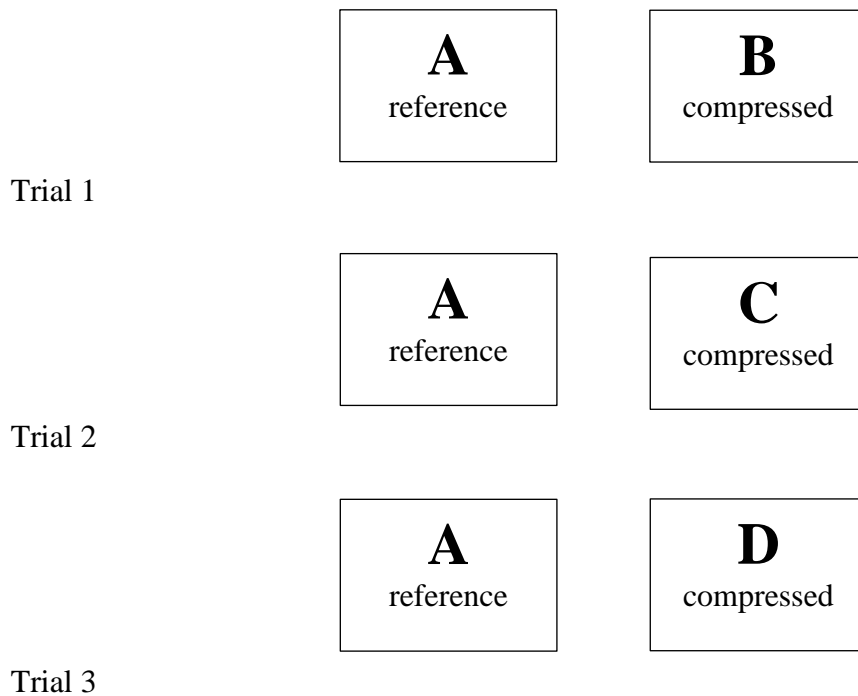 A B
reference compressed
Trial 1
A C
reference compressed
Trial 2
A D
reference compressed
Trial 3